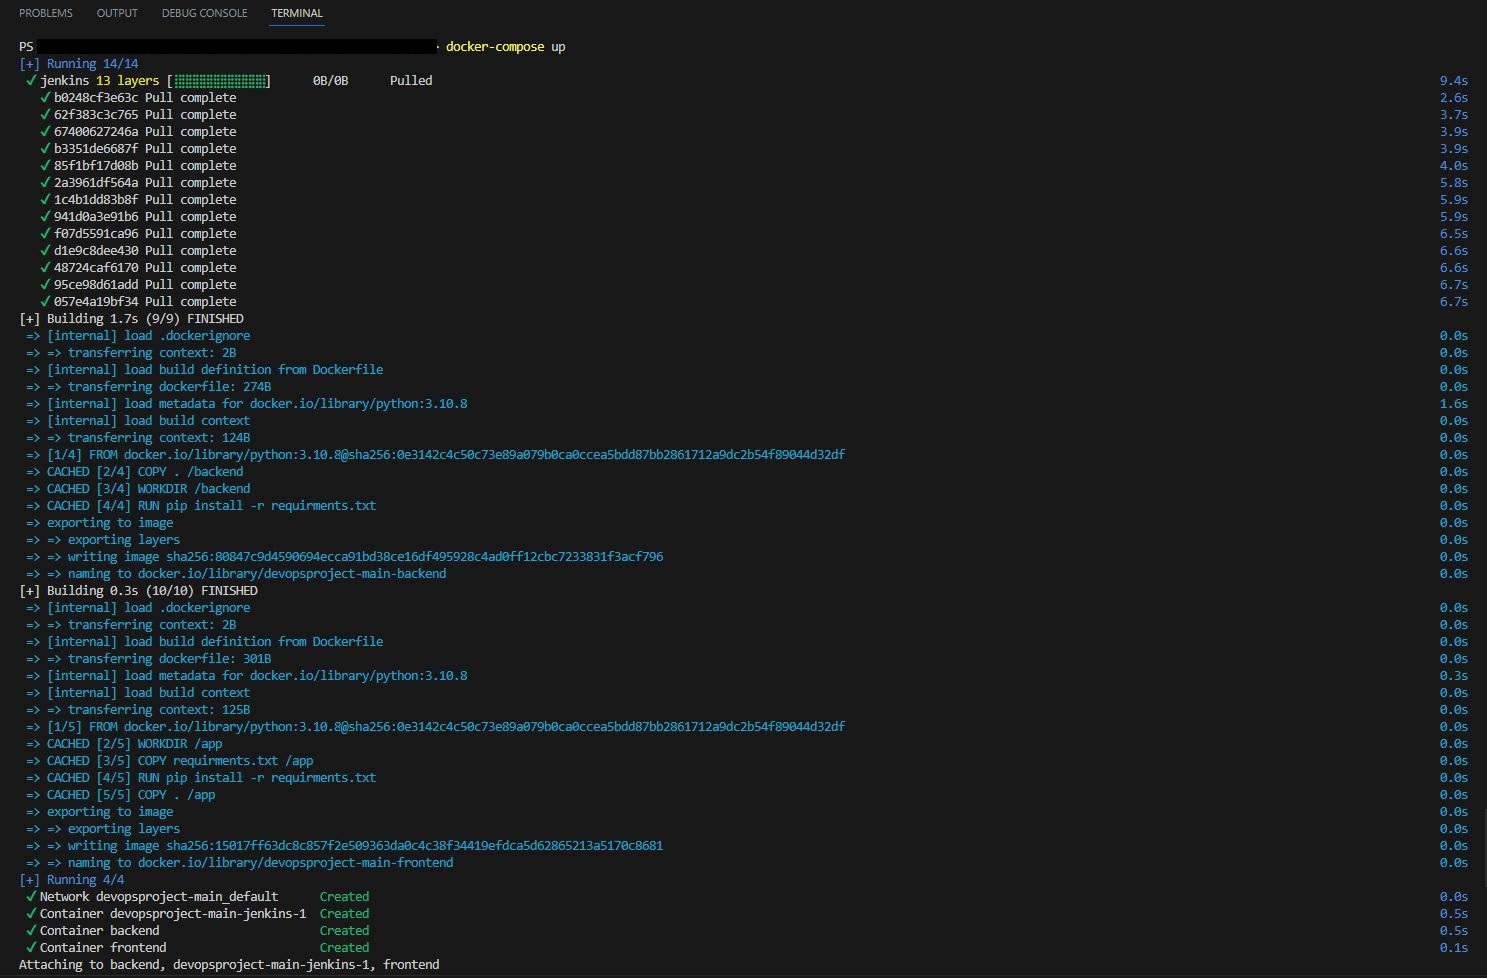 PROBLEMS OUTPUT DEBUG CONSOLE TERMINAL
PS docker-compose up
[+] Running 14/14
✔ jenkins 13 layers [⣿⣿⣿⣿⣿⣿⣿⣿⣿⣿⣿⣿⣿] 0B/0B Pulled 9.4s
✔ b0248cf3e63c Pull complete 2.6s
✔ 62f383c3c765 Pull complete 3.7s
✔ 67400627246a Pull complete 3.9s
✔ b3351de6687f Pull complete 3.9s
✔ 85f1bf17d08b Pull complete 4.0s
✔ 2a3961df564a Pull complete 5.8s
✔ 1c4b1dd83b8f Pull complete 5.9s
✔ 941d0a3e91b6 Pull complete 5.9s
✔ f07d5591ca96 Pull complete 6.5s
✔ d1e9c8dee430 Pull complete 6.6s
✔ 48724caf6170 Pull complete 6.6s
✔ 95ce98d61add Pull complete 6.7s
✔ 057e4a19bf34 Pull complete 6.7s
[+] Building 1.7s (9/9) FINISHED
=> [internal] load .dockerignore 0.0s
=> => transferring context: 2B 0.0s
=> [internal] load build definition from Dockerfile 0.0s
=> => transferring dockerfile: 274B 0.0s
=> [internal] load metadata for docker.io/library/python:3.10.8 1.6s
=> [internal] load build context 0.0s
=> => transferring context: 124B 0.0s
=> [1/4] FROM docker.io/library/python:3.10.8@sha256:0e3142c4c50c73e89a079b0ca0ccea5bdd87bb2861712a9dc2b54f89044d32df 0.0s
=> CACHED [2/4] COPY . /backend 0.0s
=> CACHED [3/4] WORKDIR /backend 0.0s
=> CACHED [4/4] RUN pip install -r requirments.txt 0.0s
=> exporting to image 0.0s
=> => exporting layers 0.0s
=> => writing image sha256:80847c9d4590694ecca91bd38ce16df495928c4ad0ff12cbc7233831f3acf796 0.0s
=> => naming to docker.io/library/devopsproject-main-backend 0.0s
[+] Building 0.3s (10/10) FINISHED
=> [internal] load .dockerignore 0.0s
=> => transferring context: 2B 0.0s
=> [internal] load build definition from Dockerfile 0.0s
=> => transferring dockerfile: 301B 0.0s
=> [internal] load metadata for docker.io/library/python:3.10.8 0.3s
=> [internal] load build context 0.0s
=> => transferring context: 125B 0.0s
=> [1/5] FROM docker.io/library/python:3.10.8@sha256:0e3142c4c50c73e89a079b0ca0ccea5bdd87bb2861712a9dc2b54f89044d32df 0.0s
=> CACHED [2/5] WORKDIR /app 0.0s
=> CACHED [3/5] COPY requirments.txt /app 0.0s
=> CACHED [4/5] RUN pip install -r requirments.txt 0.0s
=> CACHED [5/5] COPY . /app 0.0s
=> exporting to image 0.0s
=> => exporting layers 0.0s
=> => writing image sha256:15017ff63dc8c857f2e509363da0c4c38f34419efdca5d62865213a5170c8681 0.0s
=> => naming to docker.io/library/devopsproject-main-frontend 0.0s
[+] Running 4/4
✔ Network devopsproject-main_default Created 0.0s
✔ Container devopsproject-main-jenkins-1 Created 0.5s
✔ Container backend Created 0.5s
✔ Container frontend Created 0.1s
Attaching to backend, devopsproject-main-jenkins-1, frontend